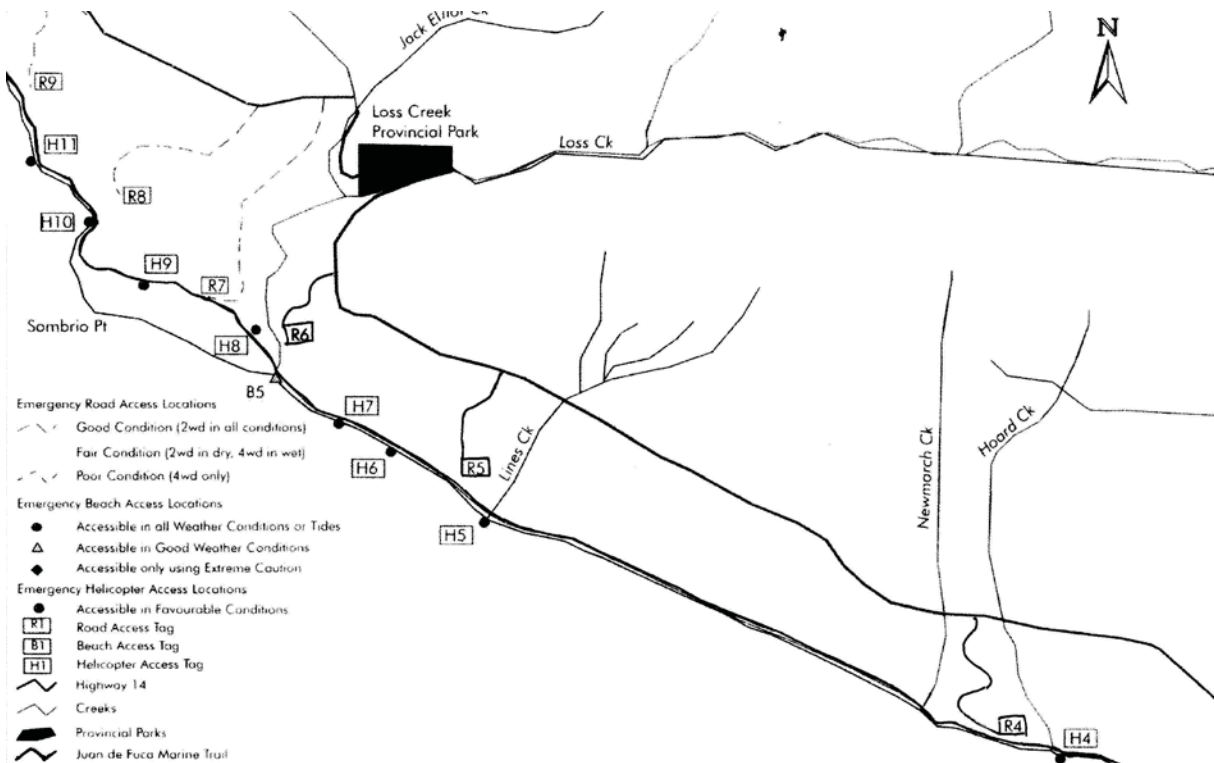 Jack Elliot Ck
N
R9
Loss Creek
Provincial Park
Loss Ck
H11
R8
H10
H9
R7
Sombrio Pt
R6
H8
B5
H7
H6
R5
Lines Ck
H5
Newmarch Ck
Hoard Ck
R4
H4
Emergency Road Access Locations
Good Condition (2wd in all conditions)
Fair Condition (2wd in dry, 4wd in wet)
Poor Condition (4wd only)
Emergency Beach Access Locations
Accessible in all Weather Conditions or Tides
Accessible in Good Weather Conditions
Accessible only using Extreme Caution
Emergency Helicopter Access Locations
Accessible in Favourable Conditions
R1 Road Access Tag
B1 Beach Access Tag
H1 Helicopter Access Tag
Highway 14
Creeks
Provincial Parks
Juan de Fuca Marine Trail